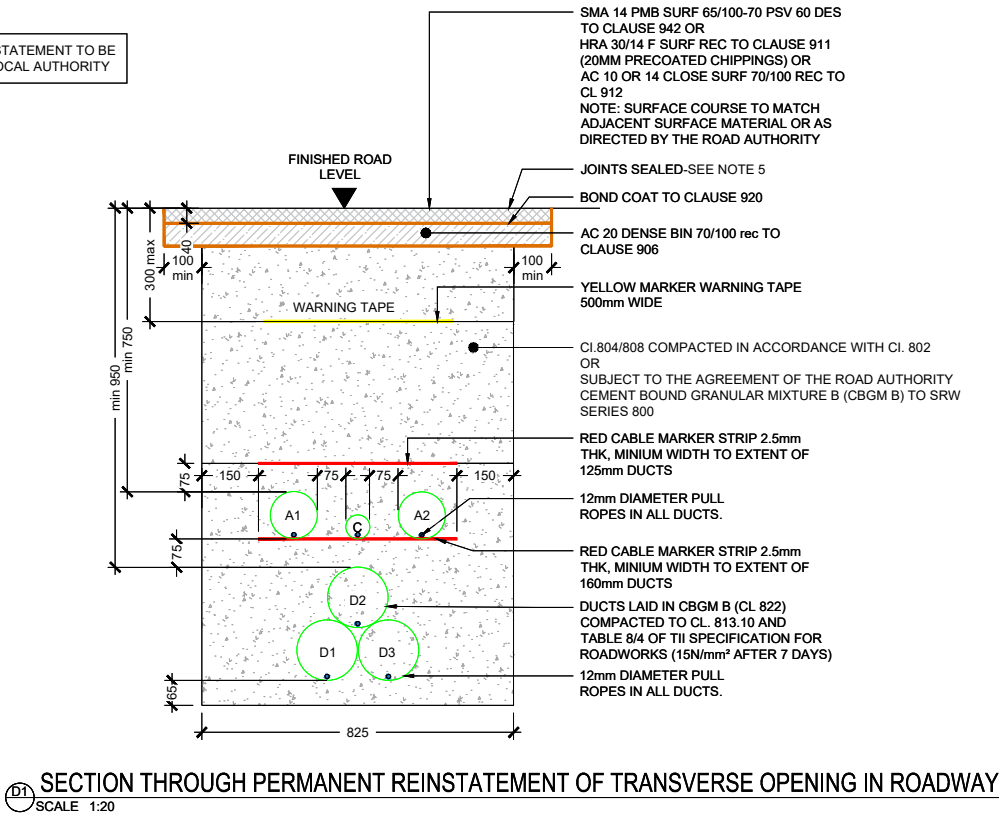 STATEMENT TO BE
OCAL AUTHORITY
SMA 14 PMB SURF 65/100-70 PSV 60 DES
TO CLAUSE 942 OR
HRA 30/14 F SURF REC TO CLAUSE 911
(20MM PRECOATED CHIPPINGS) OR
AC 10 OR 14 CLOSE SURF 70/100 REC TO
CL 912
NOTE: SURFACE COURSE TO MATCH
ADJACENT SURFACE MATERIAL OR AS
DIRECTED BY THE ROAD AUTHORITY
FINISHED ROAD
LEVEL
JOINTS SEALED-SEE NOTE 5
BOND COAT TO CLAUSE 920
AC 20 DENSE BIN 70/100 rec TO
CLAUSE 906
40
100
min
100
min
300 max
min 750
min 950
YELLOW MARKER WARNING TAPE
500mm WIDE
WARNING TAPE
Cl.804/808 COMPACTED IN ACCORDANCE WITH Cl. 802
OR
SUBJECT TO THE AGREEMENT OF THE ROAD AUTHORITY
CEMENT BOUND GRANULAR MIXTURE B (CBGM B) TO SRW
SERIES 800
RED CABLE MARKER STRIP 2.5mm
THK, MINIUM WIDTH TO EXTENT OF
125mm DUCTS
75
150
75
75
150
A1
C
A2
12mm DIAMETER PULL
ROPES IN ALL DUCTS.
75
RED CABLE MARKER STRIP 2.5mm
THK, MINIUM WIDTH TO EXTENT OF
160mm DUCTS
D2
D1
D3
DUCTS LAID IN CBGM B (CL 822)
COMPACTED TO CL. 813.10 AND
TABLE 8/4 OF TII SPECIFICATION FOR
ROADWORKS (15N/mm² AFTER 7 DAYS)
12mm DIAMETER PULL
ROPES IN ALL DUCTS.
65
825
D1
SECTION THROUGH PERMANENT REINSTATEMENT OF TRANSVERSE OPENING IN ROADWAY
SCALE 1:20